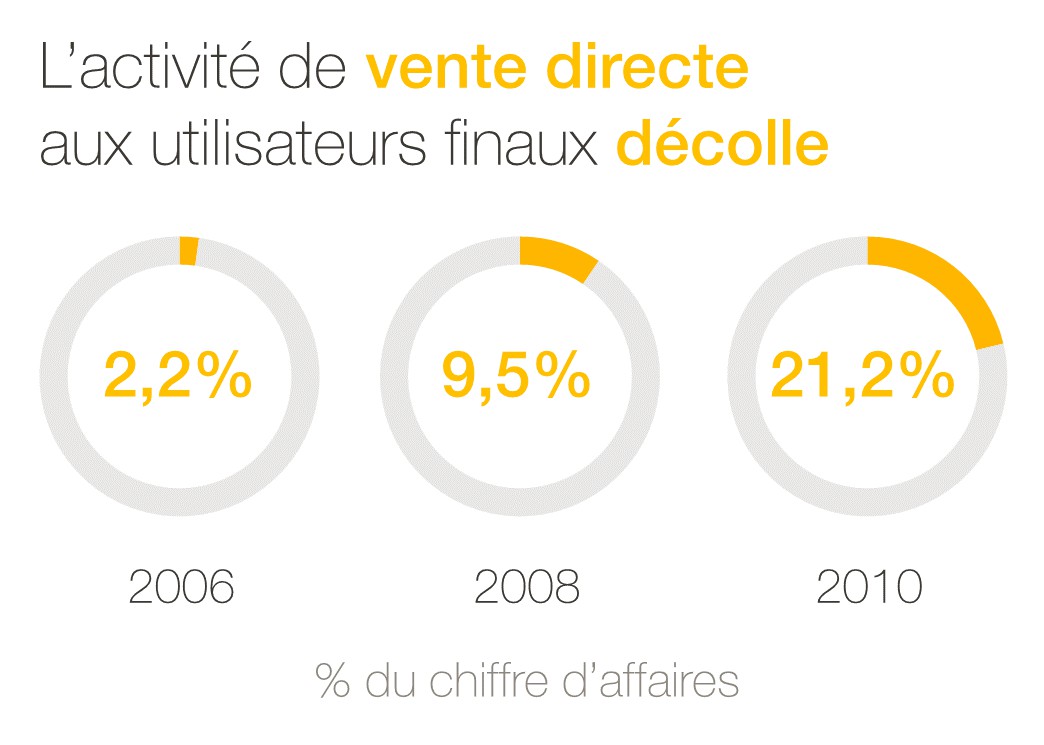 L’activité de vente directe
aux utilisateurs finaux décolle
2,2% 9,5% 21,2%
2006 2008 2010
% du chiffre d’affaires